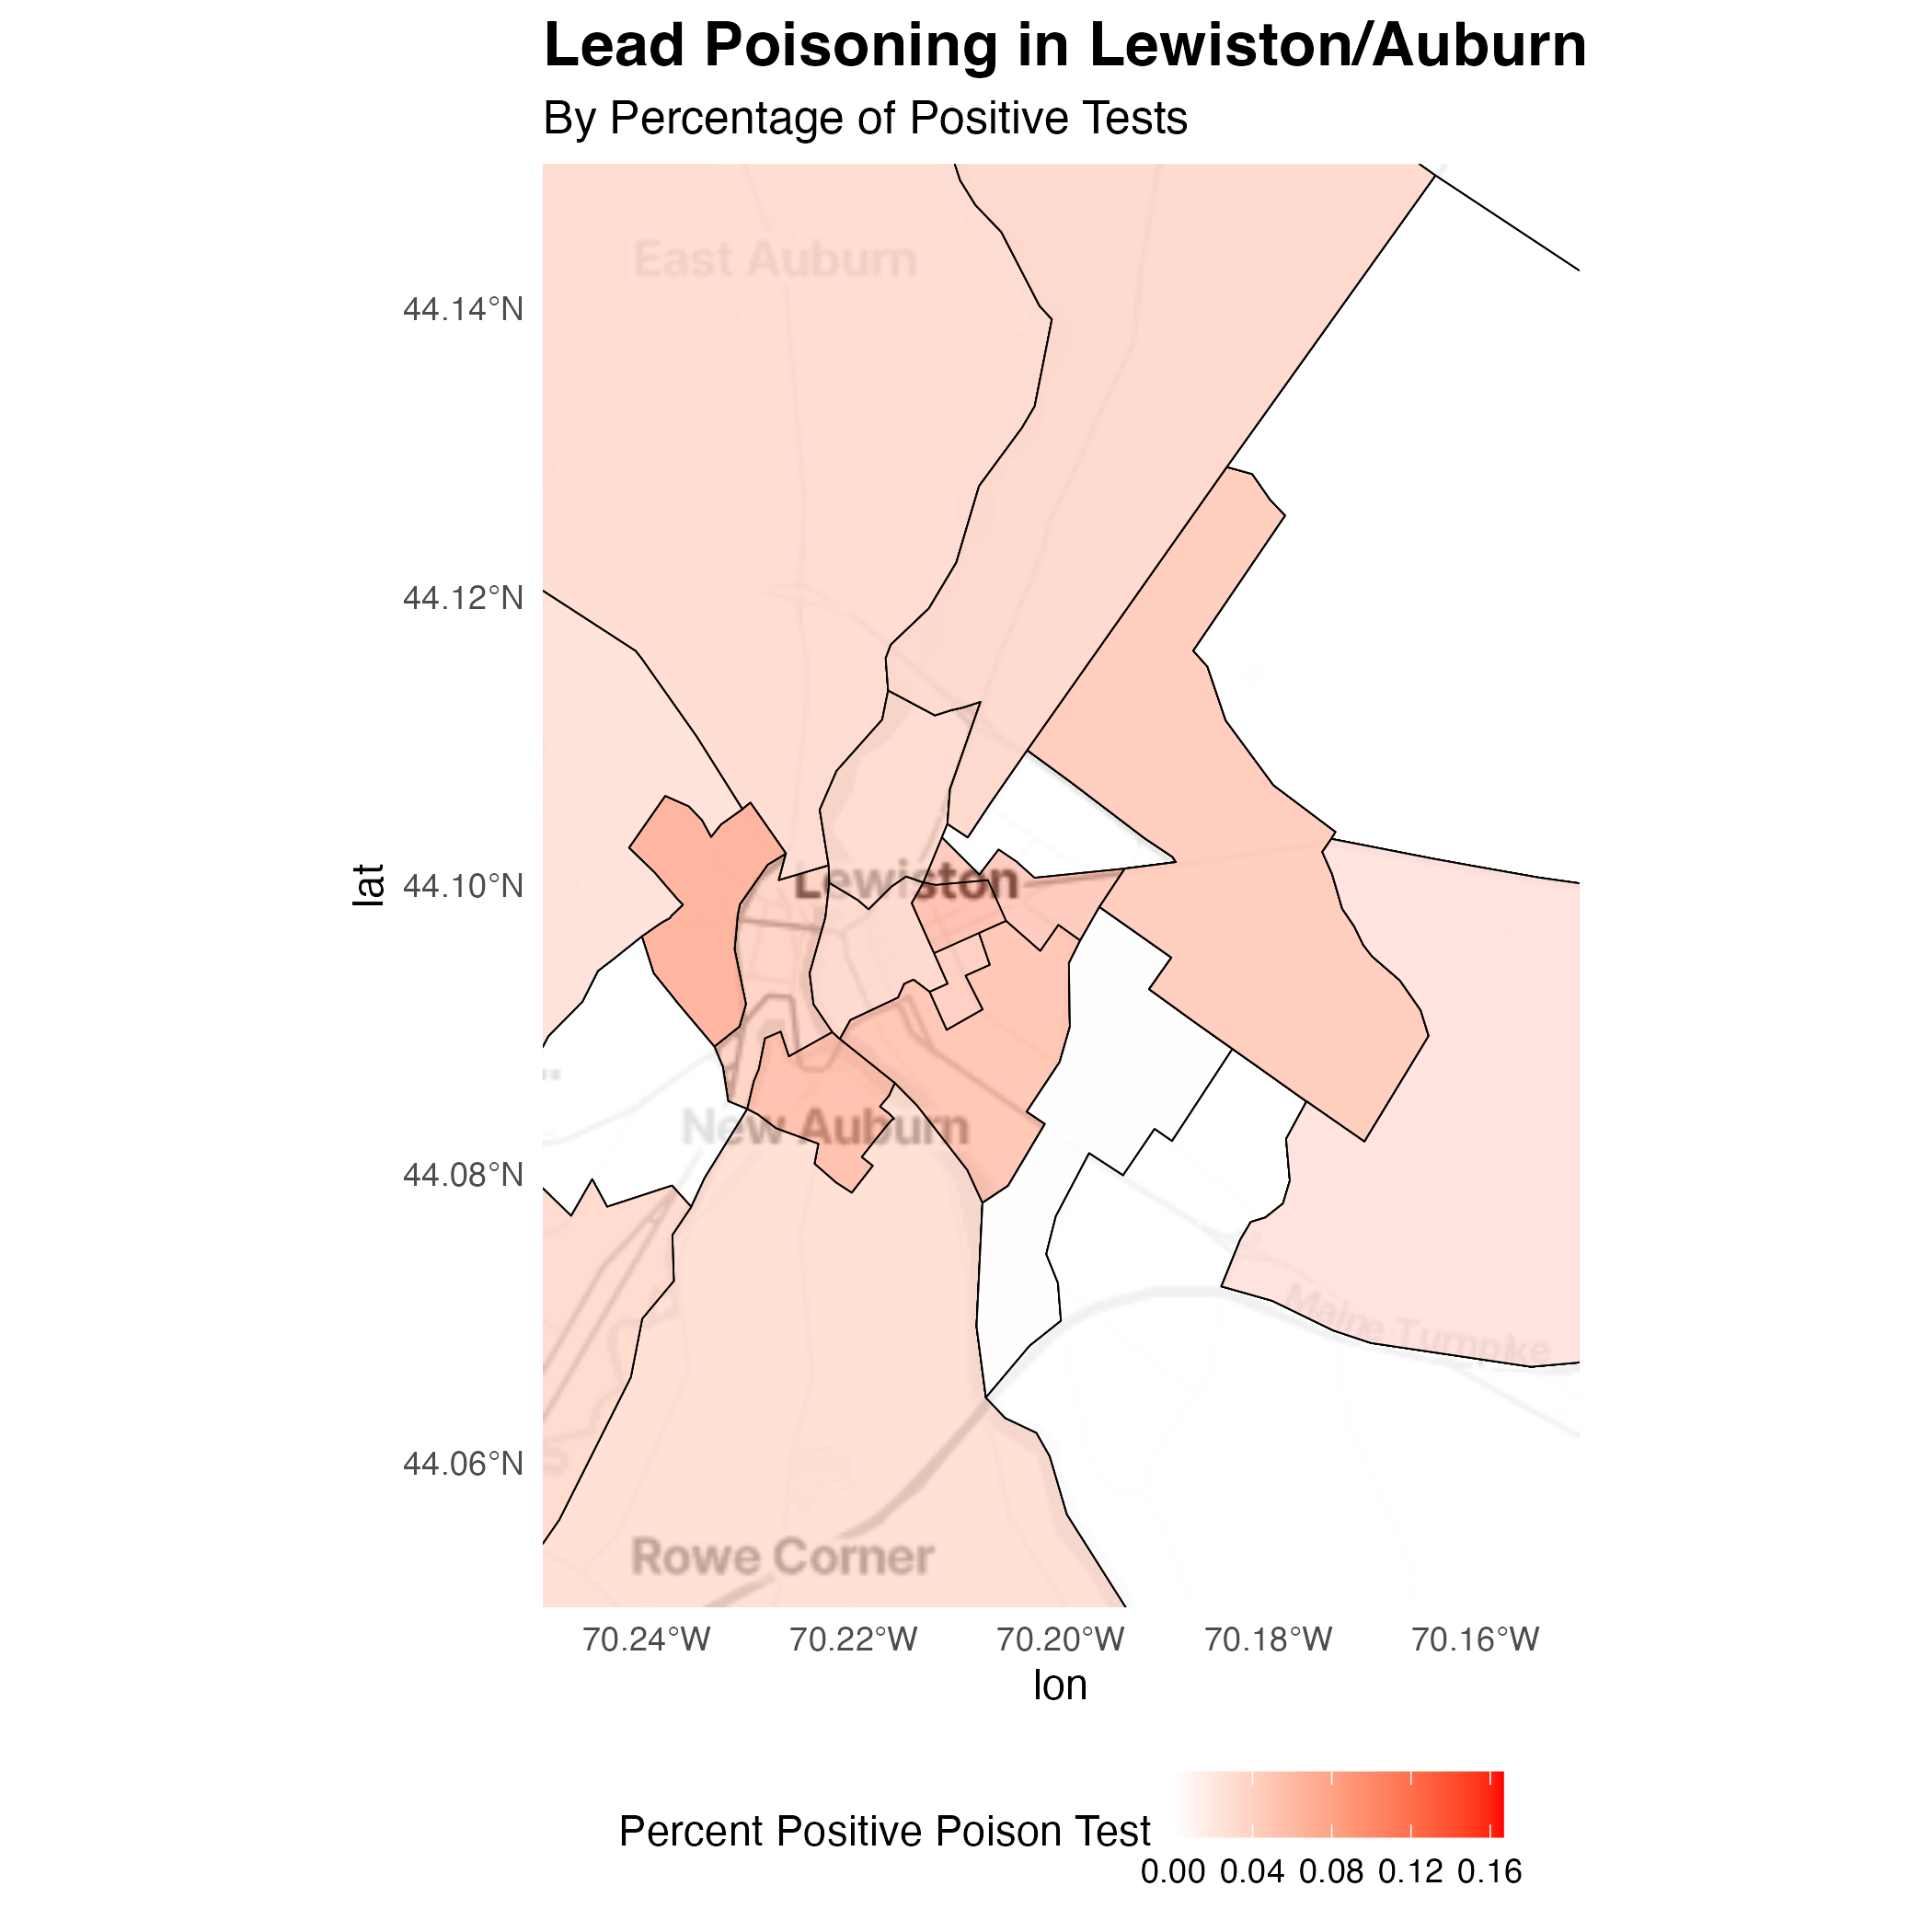 Lead Poisoning in Lewiston/Auburn
By Percentage of Positive Tests
East Auburn
44.14°N
44.12°N
lat
44.10°N
Lewiston
New Auburn
44.08°N
Maine Turnpike
44.06°N
Rowe Corner
70.24°W 70.22°W 70.20°W 70.18°W 70.16°W
lon
Percent Positive Poison Test
0.00 0.04 0.08 0.12 0.16